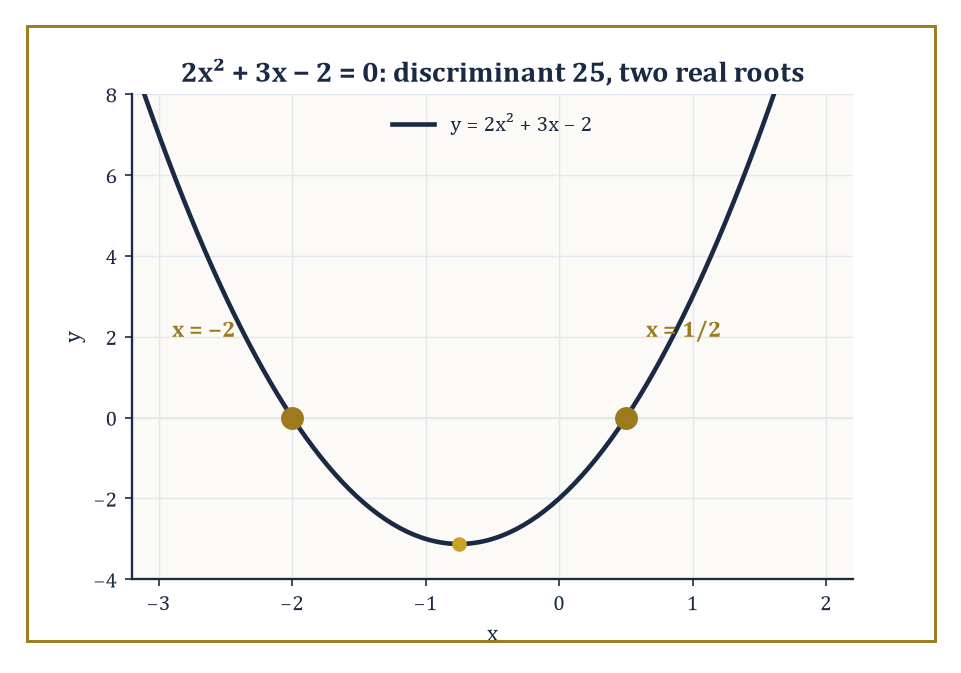 2x² + 3x − 2 = 0: discriminant 25, two real roots
y = 2x² + 3x − 2
8
6
4
2
0
−2
−4
y
x = −2
x = 1/2
−3
−2
−1
0
1
2
x